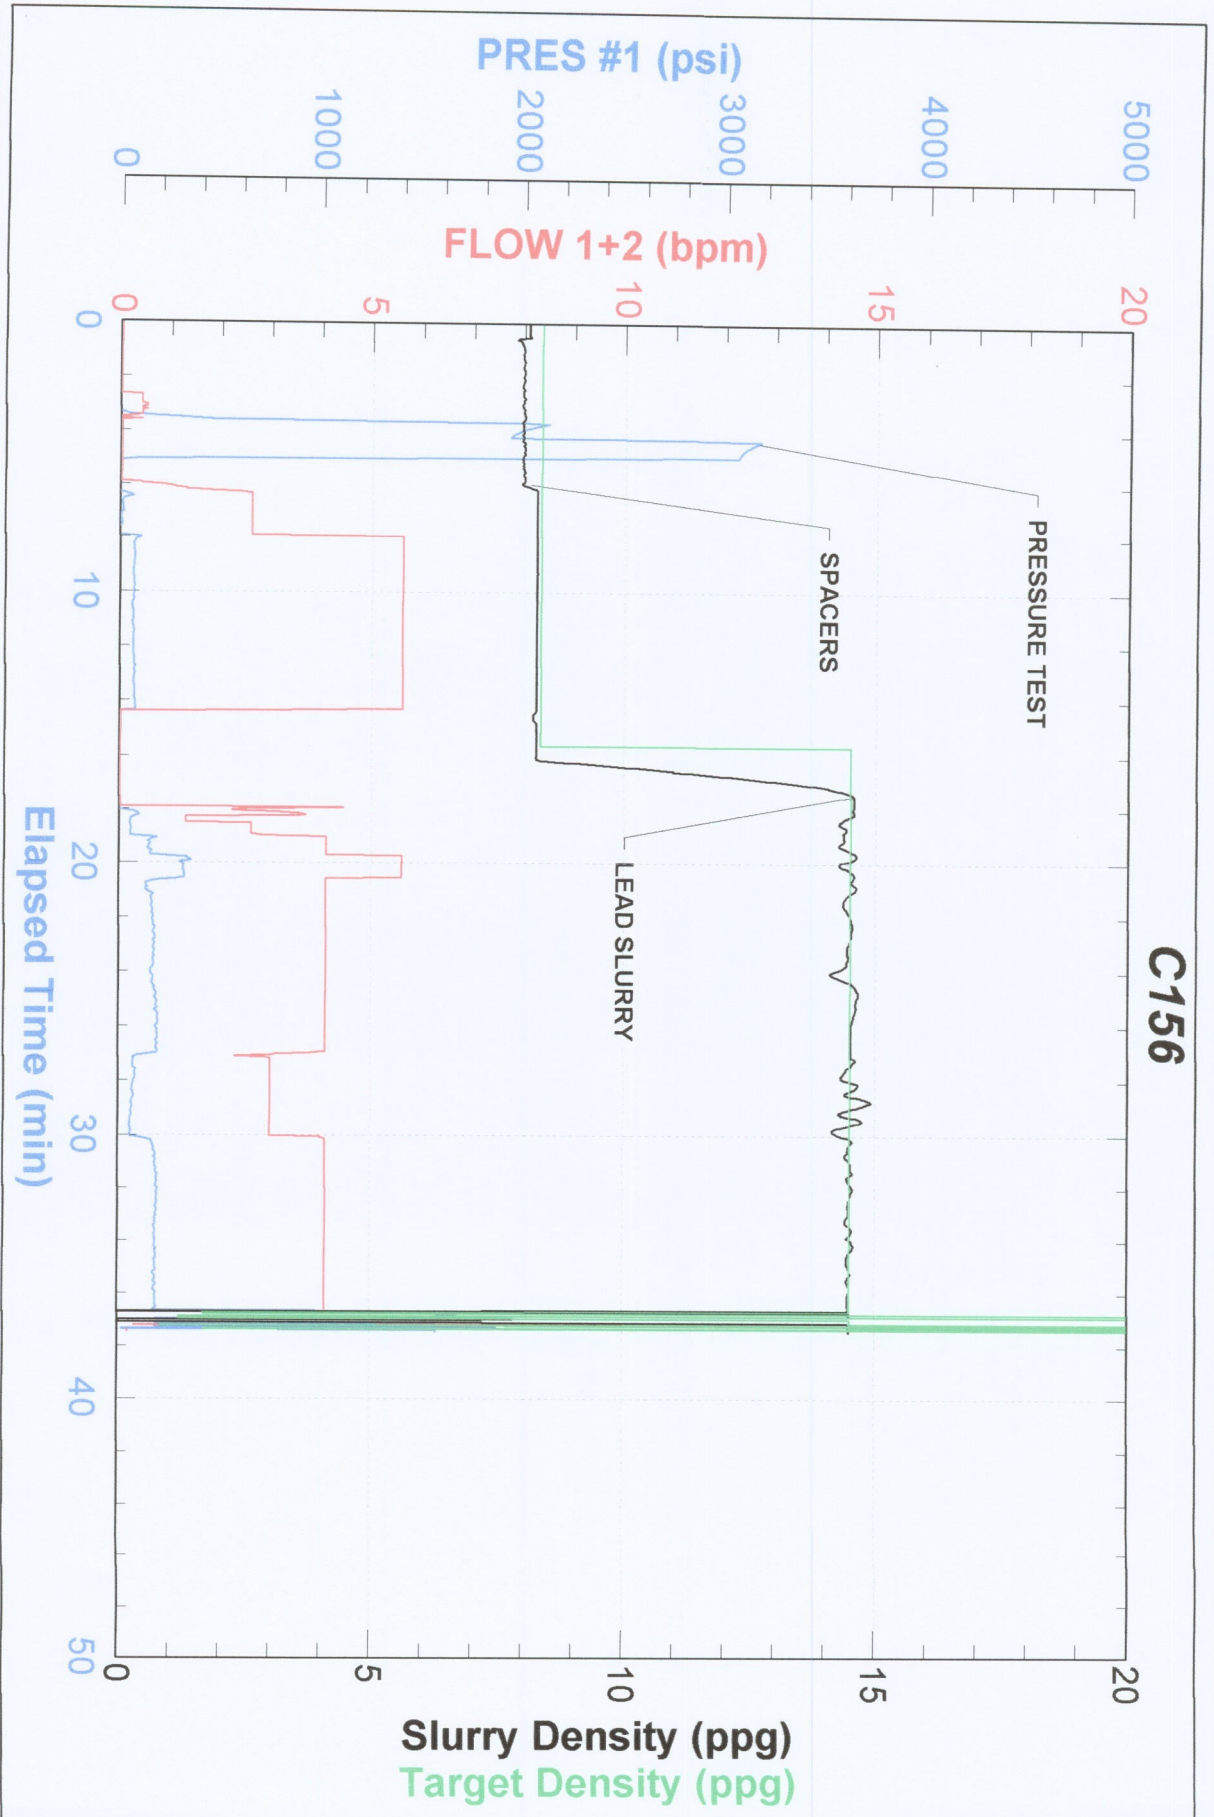 C156
PRES #1 (psi)
5000
4000
3000
2000
1000
0
FLOW 1+2 (bpm)
20
15
10
5
0
PRESSURE TEST
SPACERS
LEAD SLURRY
0
10
20
30
40
50
Elapsed Time (min)
20
15
10
5
0
Slurry Density (ppg)
Target Density (ppg)